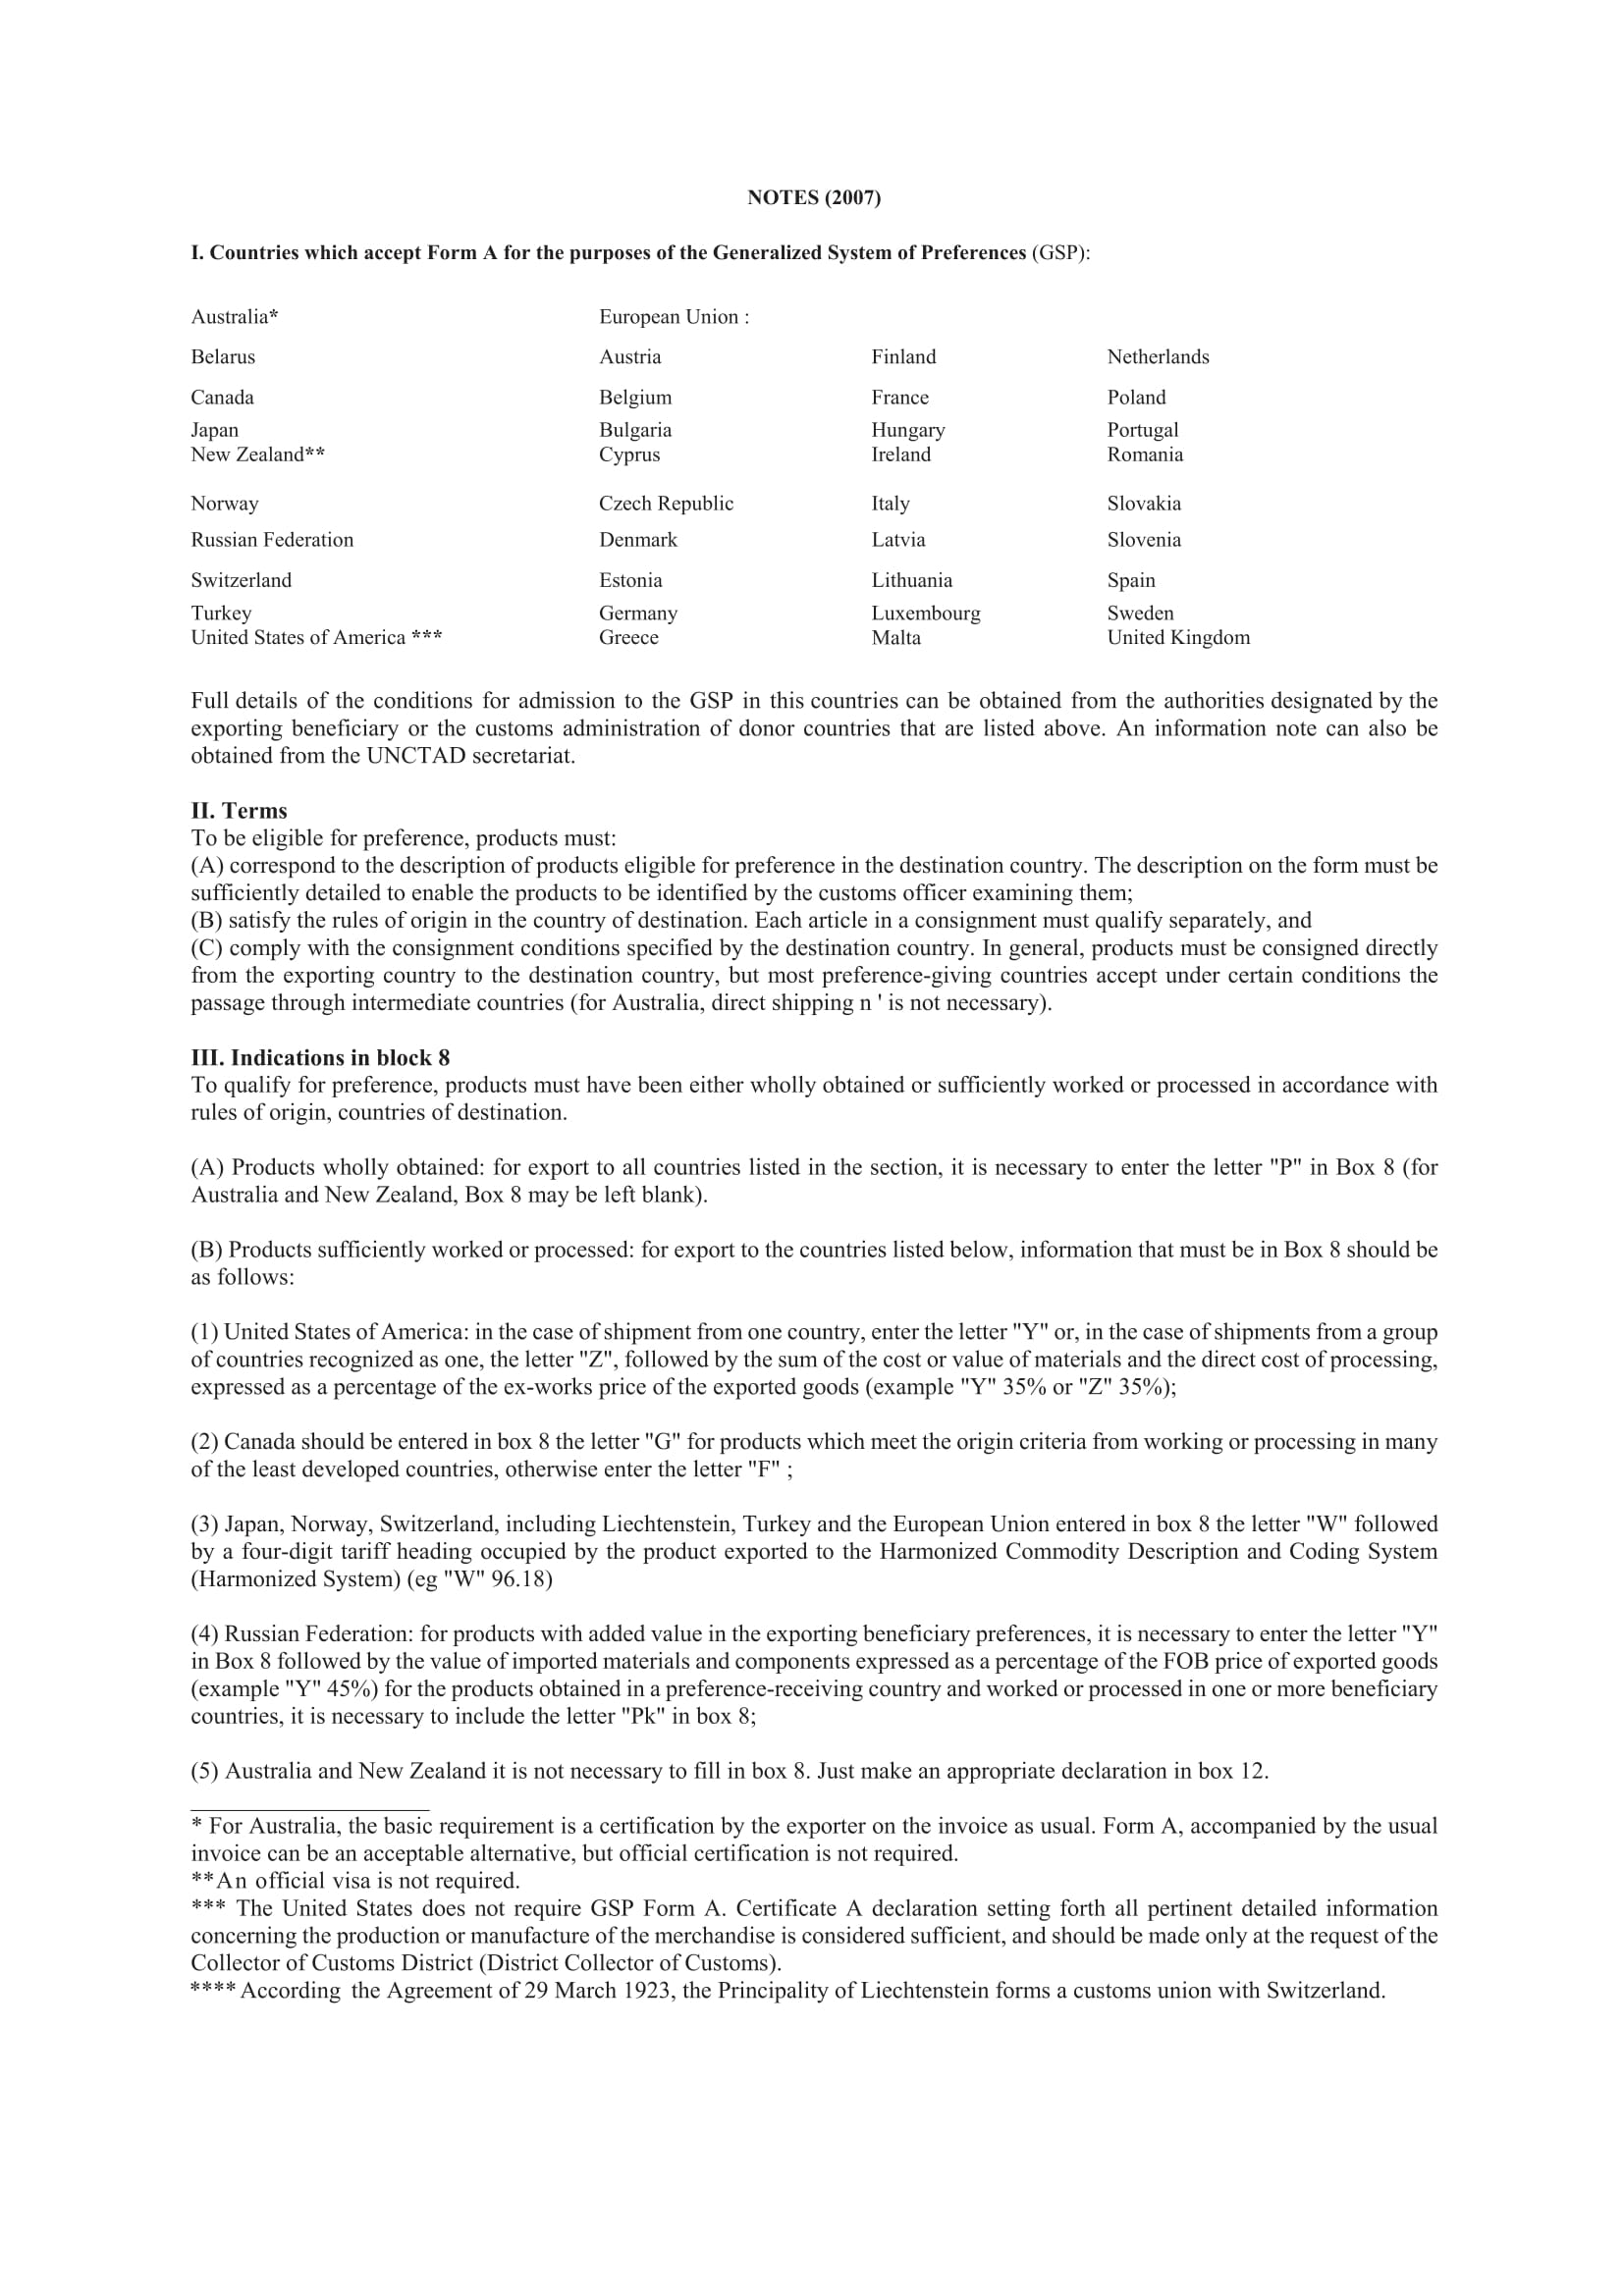 NOTES (2007)
I. Countries which accept Form A for the purposes of the Generalized System of Preferences (GSP):
Australia* European Union :
Belarus Austria Finland Netherlands
Canada Belgium France Poland
Japan Bulgaria Hungary Portugal
New Zealand** Cyprus Ireland Romania
Norway Czech Republic Italy Slovakia
Russian Federation Denmark Latvia Slovenia
Switzerland Estonia Lithuania Spain
Turkey Germany Luxembourg Sweden
United States of America *** Greece Malta United Kingdom
Full details of the conditions for admission to the GSP in this countries can be obtained from the authorities designated by the
exporting beneficiary or the customs administration of donor countries that are listed above. An information note can also be
obtained from the UNCTAD secretariat.
II. Terms
To be eligible for preference, products must:
(A) correspond to the description of products eligible for preference in the destination country. The description on the form must be
sufficiently detailed to enable the products to be identified by the customs officer examining them;
(B) satisfy the rules of origin in the country of destination. Each article in a consignment must qualify separately, and
(C) comply with the consignment conditions specified by the destination country. In general, products must be consigned directly
from the exporting country to the destination country, but most preference-giving countries accept under certain conditions the
passage through intermediate countries (for Australia, direct shipping n ' is not necessary).
III. Indications in block 8
To qualify for preference, products must have been either wholly obtained or sufficiently worked or processed in accordance with
rules of origin, countries of destination.
(A) Products wholly obtained: for export to all countries listed in the section, it is necessary to enter the letter "P" in Box 8 (for
Australia and New Zealand, Box 8 may be left blank).
(B) Products sufficiently worked or processed: for export to the countries listed below, information that must be in Box 8 should be
as follows:
(1) United States of America: in the case of shipment from one country, enter the letter "Y" or, in the case of shipments from a group
of countries recognized as one, the letter "Z", followed by the sum of the cost or value of materials and the direct cost of processing,
expressed as a percentage of the ex-works price of the exported goods (example "Y" 35% or "Z" 35%);
(2) Canada should be entered in box 8 the letter "G" for products which meet the origin criteria from working or processing in many
of the least developed countries, otherwise enter the letter "F" ;
(3) Japan, Norway, Switzerland, including Liechtenstein, Turkey and the European Union entered in box 8 the letter "W" followed
by a four-digit tariff heading occupied by the product exported to the Harmonized Commodity Description and Coding System
(Harmonized System) (eg "W" 96.18)
(4) Russian Federation: for products with added value in the exporting beneficiary preferences, it is necessary to enter the letter "Y"
in Box 8 followed by the value of imported materials and components expressed as a percentage of the FOB price of exported goods
(example "Y" 45%) for the products obtained in a preference-receiving country and worked or processed in one or more beneficiary
countries, it is necessary to include the letter "Pk" in box 8;
(5) Australia and New Zealand it is not necessary to fill in box 8. Just make an appropriate declaration in box 12.
* For Australia, the basic requirement is a certification by the exporter on the invoice as usual. Form A, accompanied by the usual
invoice can be an acceptable alternative, but official certification is not required.
**An official visa is not required.
*** The United States does not require GSP Form A. Certificate A declaration setting forth all pertinent detailed information
concerning the production or manufacture of the merchandise is considered sufficient, and should be made only at the request of the
Collector of Customs District (District Collector of Customs).
**** According the Agreement of 29 March 1923, the Principality of Liechtenstein forms a customs union with Switzerland.